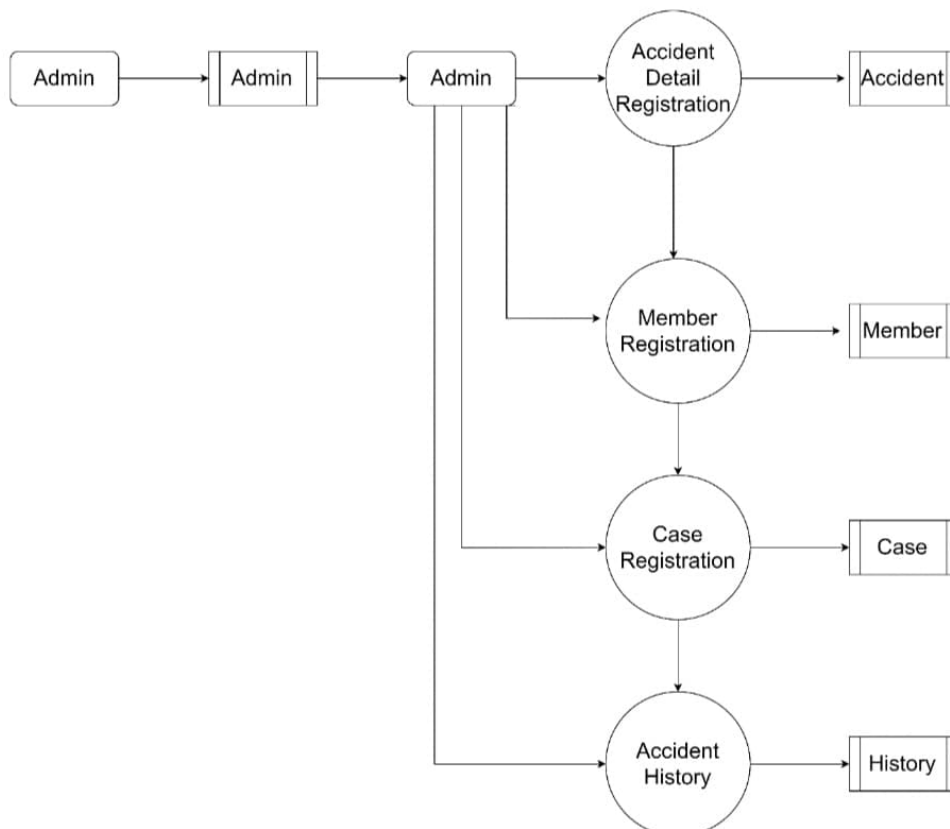 Admin
Admin
Admin
Accident
Detail
Registration
Accident
Member
Registration
Member
Case
Registration
Case
Accident
History
History